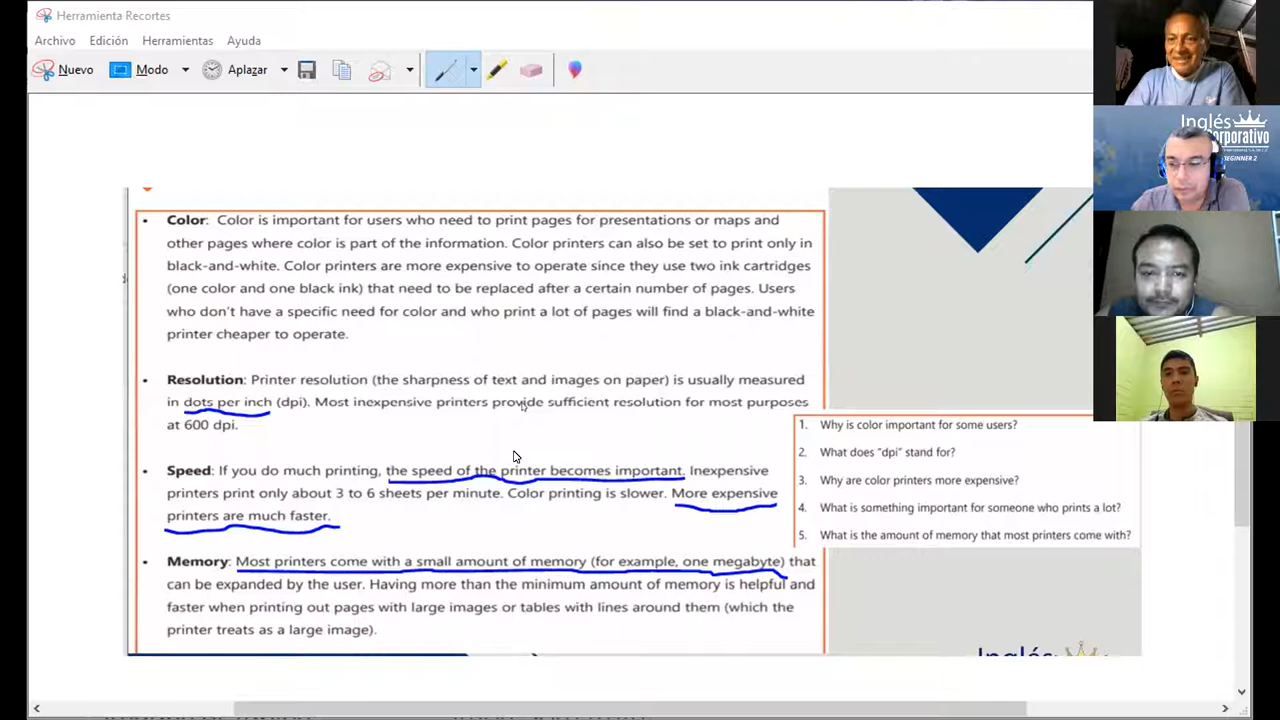 Herramienta Recortes
Archivo Edición Herramientas Ayuda
Nuevo Modo Aplazar
Inglés
Corporativo
BEGINNER 2
• Color: Color is important for users who need to print pages for presentations or maps and
other pages where color is part of the information. Color printers can also be set to print only in
black-and-white. Color printers are more expensive to operate since they use two ink cartridges
(one color and one black ink) that need to be replaced after a certain number of pages. Users
who don't have a specific need for color and who print a lot of pages will find a black-and-white
printer cheaper to operate.
• Resolution: Printer resolution (the sharpness of text and images on paper) is usually measured
in dots per inch (dpi). Most inexpensive printers provide sufficient resolution for most purposes
at 600 dpi.
• Speed: If you do much printing, the speed of the printer becomes important. Inexpensive
printers print only about 3 to 6 sheets per minute. Color printing is slower. More expensive
printers are much faster.
• Memory: Most printers come with a small amount of memory (for example, one megabyte) that
can be expanded by the user. Having more than the minimum amount of memory is helpful and
faster when printing out pages with large images or tables with lines around them (which the
printer treats as a large image).
1. Why is color important for some users?
2. What does "dpi" stand for?
3. Why are color printers more expensive?
4. What is something important for someone who prints a lot?
5. What is the amount of memory that most printers come with?
Inglés